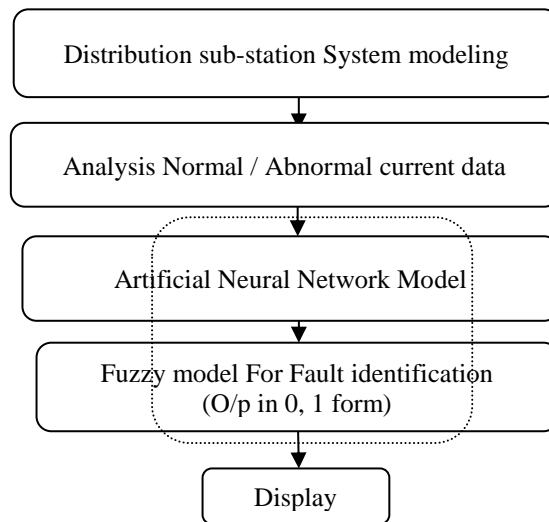 Distribution sub-station System modeling
Analysis Normal / Abnormal current data
Artificial Neural Network Model
Fuzzy model For Fault identification
(O/p in 0, 1 form)
Display